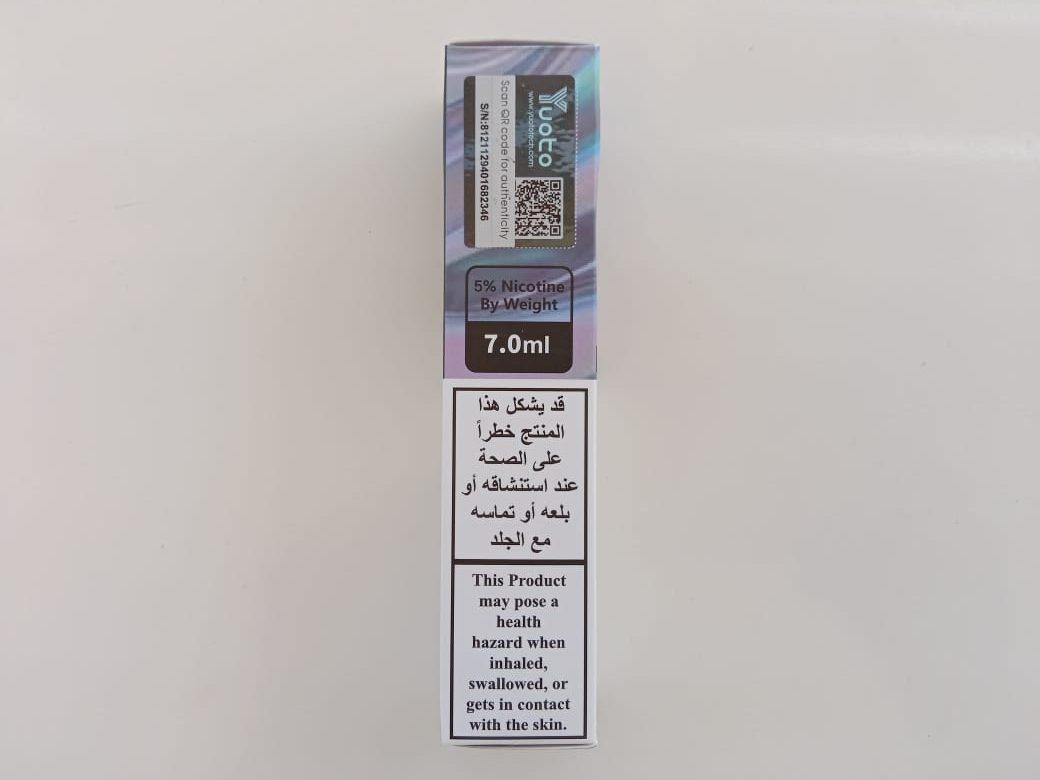 Yuoto
www.yuototech.com
Scan QR code for authenticity
S/N:8121129401682346
5% Nicotine
By Weight
7.0ml
قد يشكل هذا
المنتج خطراً
على الصحة
عند استنشاقه أو
بلعه أو تماسه
مع الجلد
This Product
may pose a
health
hazard when
inhaled,
swallowed, or
gets in contact
with the skin.